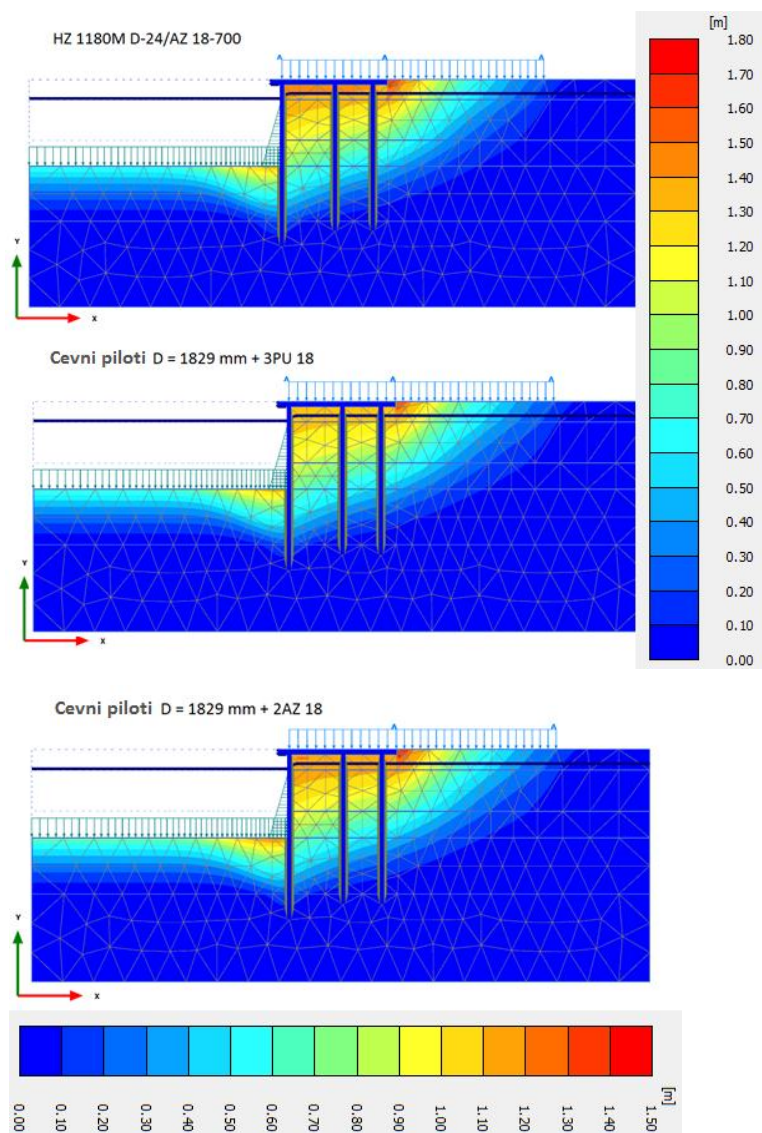 HZ 1180M D-24/AZ 18-700
[m]
1.80
1.70
1.60
1.50
1.40
1.30
1.20
1.10
1.00
0.90
0.80
0.70
0.60
0.50
0.40
0.30
0.20
0.10
0.00
Y
X
Cevni piloti D = 1829 mm + 3PU 18
Y
X
Cevni piloti D = 1829 mm + 2AZ 18
Y
X
0.00 0.10 0.20 0.30 0.40 0.50 0.60 0.70 0.80 0.90 1.00 1.10 1.20 1.30 1.40 1.50
[m]